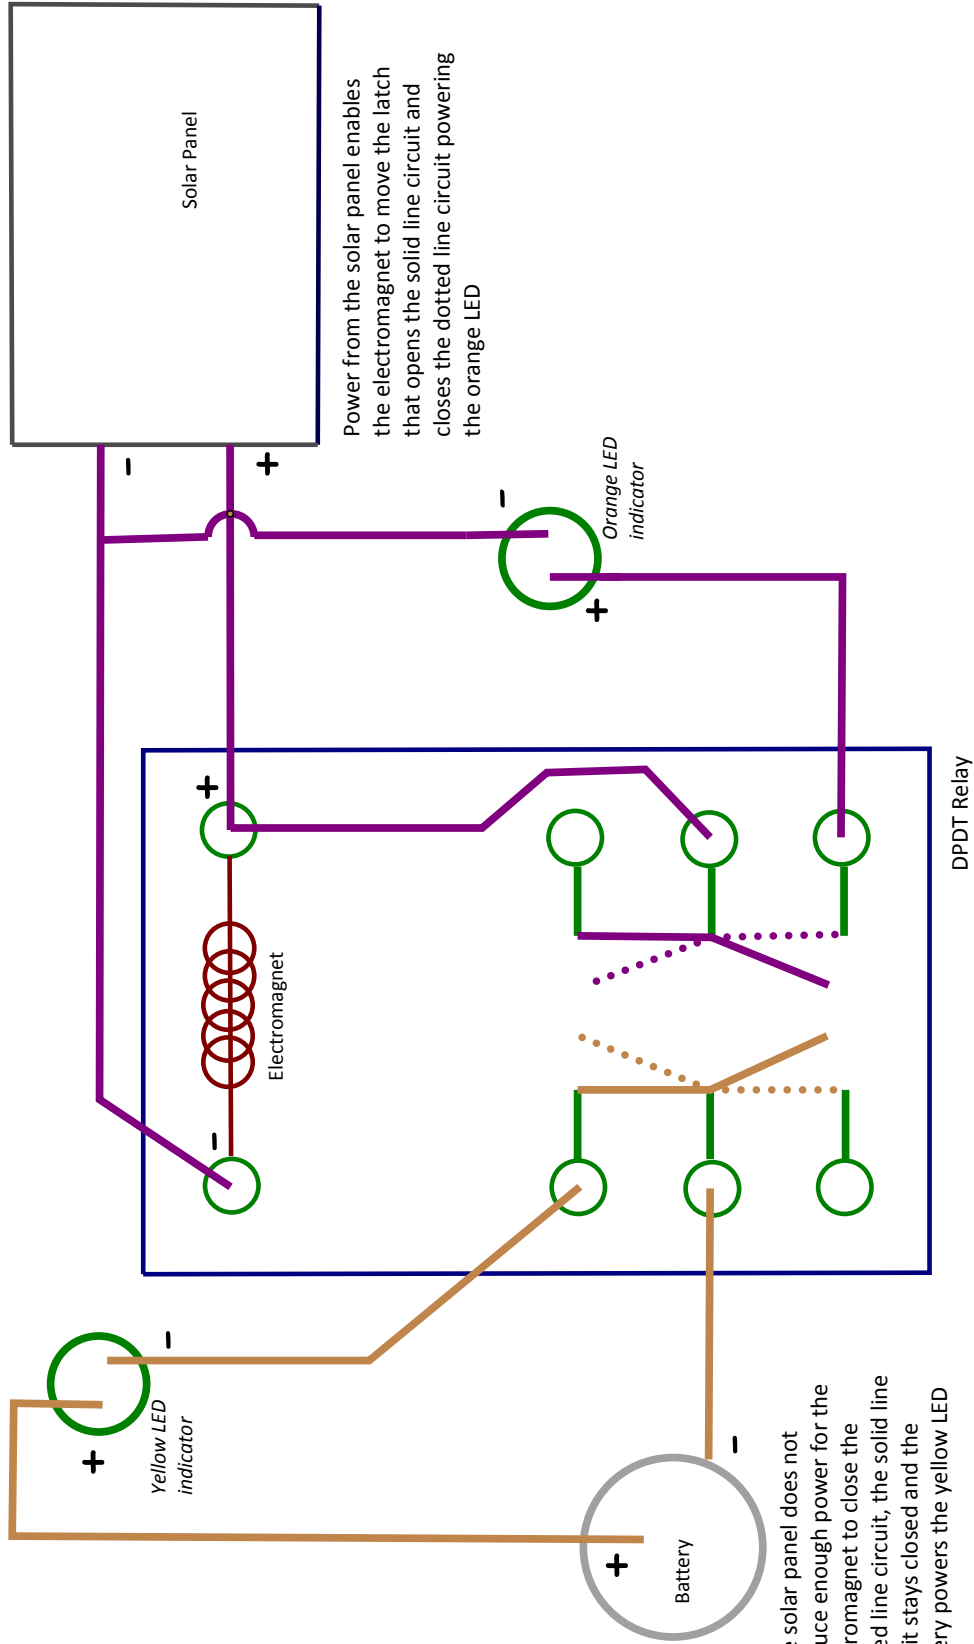 Solar Panel
Power from the solar panel enables
the electromagnet to move the latch
that opens the solid line circuit and
closes the dotted line circuit powering
the orange LED
-
+
-
Orange LED
indicator
+
+
Electromagnet
-
DPDT Relay
-
Yellow LED
indicator
+
-
+
Battery
solar panel does not
uce enough power for the
romagnet to close the
ed line circuit, the solid line
it stays closed and the
ery powers the yellow LED